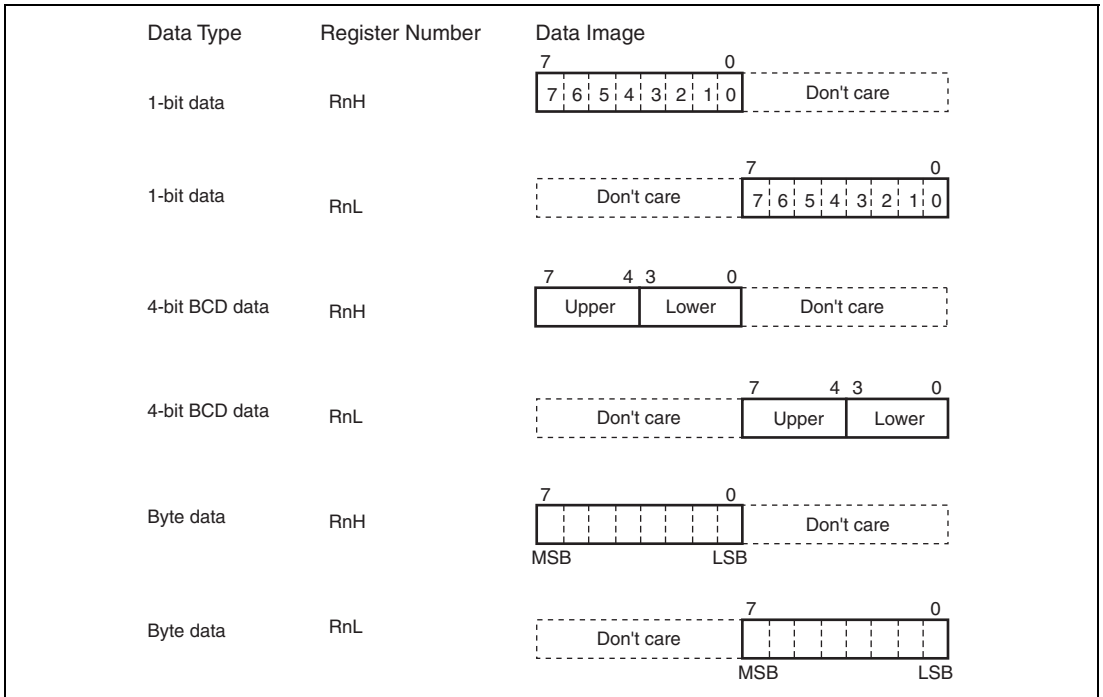 Data Type Register Number Data Image
7 0
1-bit data RnH 7 6 5 4 3 2 1 0 Don't care
7 0
1-bit data RnL Don't care 7 6 5 4 3 2 1 0
7 4 3 0
4-bit BCD data RnH Upper Lower Don't care
7 4 3 0
4-bit BCD data RnL Don't care Upper Lower
7 0
Byte data RnH Don't care
MSB LSB
7 0
Byte data RnL Don't care
MSB LSB